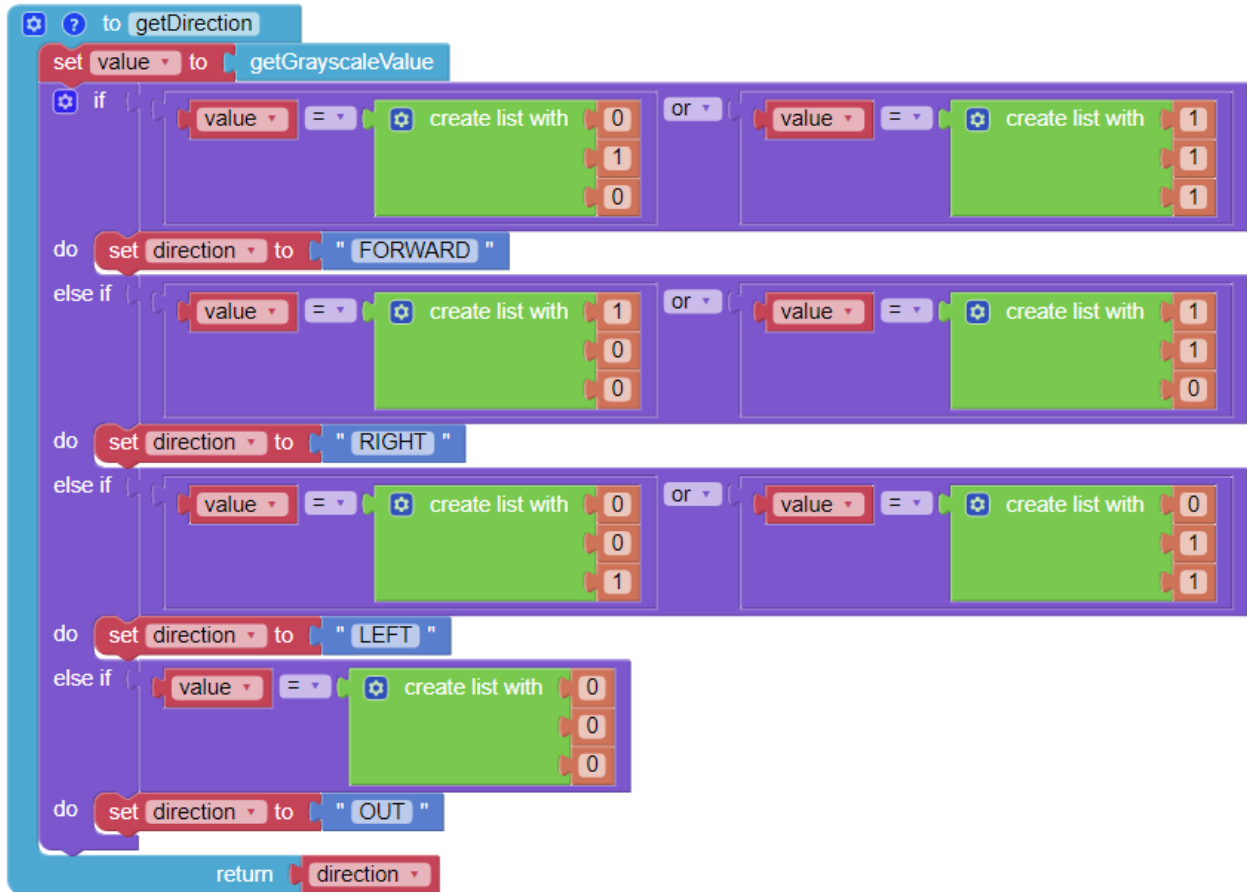 ? to getDirection
set value to getGrayscaleValue
if value = create list with 0 or value = create list with 1
1 1
0 1
do set direction to " FORWARD "
else if value = create list with 1 or value = create list with 1
0 1
0 0
do set direction to " RIGHT "
else if value = create list with 0 or value = create list with 0
0 1
1 1
do set direction to " LEFT "
else if value = create list with 0
0
0
do set direction to " OUT "
return direction